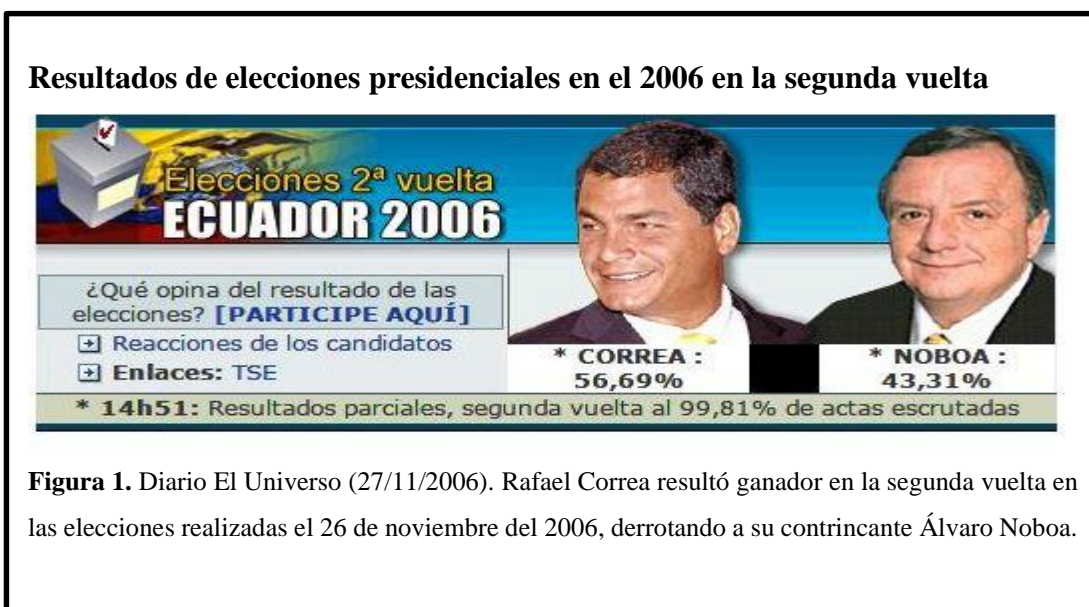 Resultados de elecciones presidenciales en el 2006 en la segunda vuelta
Elecciones 2ª vuelta
ECUADOR 2006
¿Qué opina del resultado de las
elecciones? [PARTICIPE AQUÍ]
Reacciones de los candidatos
Enlaces: TSE
* CORREA :
56,69%
* NOBOA :
43,31%
* 14h51: Resultados parciales, segunda vuelta al 99,81% de actas escrutadas
Figura 1. Diario El Universo (27/11/2006). Rafael Correa resultó ganador en la segunda vuelta en
las elecciones realizadas el 26 de noviembre del 2006, derrotando a su contrincante Álvaro Noboa.